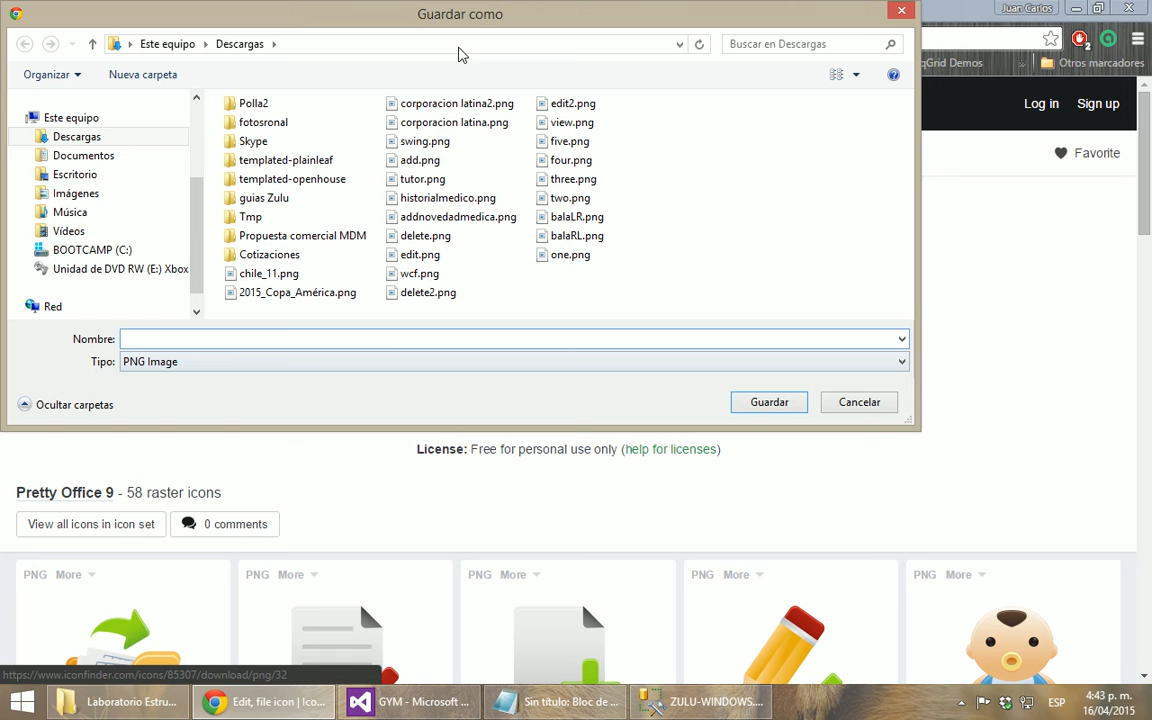 Guardar como
Juan Carlos
Este equipo
Descargas
Buscar en Descargas
2
qGrid Demos
»
Otros marcadores
Organizar
Nueva carpeta
Log in
Sign up
Favorite
Este equipo
Descargas
Documentos
Escritorio
Imágenes
Música
Vídeos
BOOTCAMP (C:)
Unidad de DVD RW (E:) Xbox
Red
Polla2
fotosronal
Skype
templated-plainleaf
templated-openhouse
guias Zulu
Tmp
Propuesta comercial MDM
Cotizaciones
chile_11.png
2015_Copa_América.png
corporacion latina2.png
corporacion latina.png
swing.png
add.png
tutor.png
historialmedico.png
addnovedadmedica.png
delete.png
edit.png
wcf.png
delete2.png
edit2.png
view.png
five.png
four.png
three.png
two.png
balaLR.png
balaRL.png
one.png
Nombre:
Tipo: PNG Image
Ocultar carpetas
Guardar
Cancelar
License: Free for personal use only (help for licenses)
Pretty Office 9 - 58 raster icons
View all icons in icon set
0 comments
PNG More
PNG More
PNG More
PNG More
PNG More
https://www.iconfinder.com/icons/85307/download/png/32
Laboratorio Estru...
Edit, file icon | Ico...
GYM - Microsoft ...
Sin título: Bloc de ...
ZULU-WINDOWS....
ESP
4:43 p. m.
16/04/2015